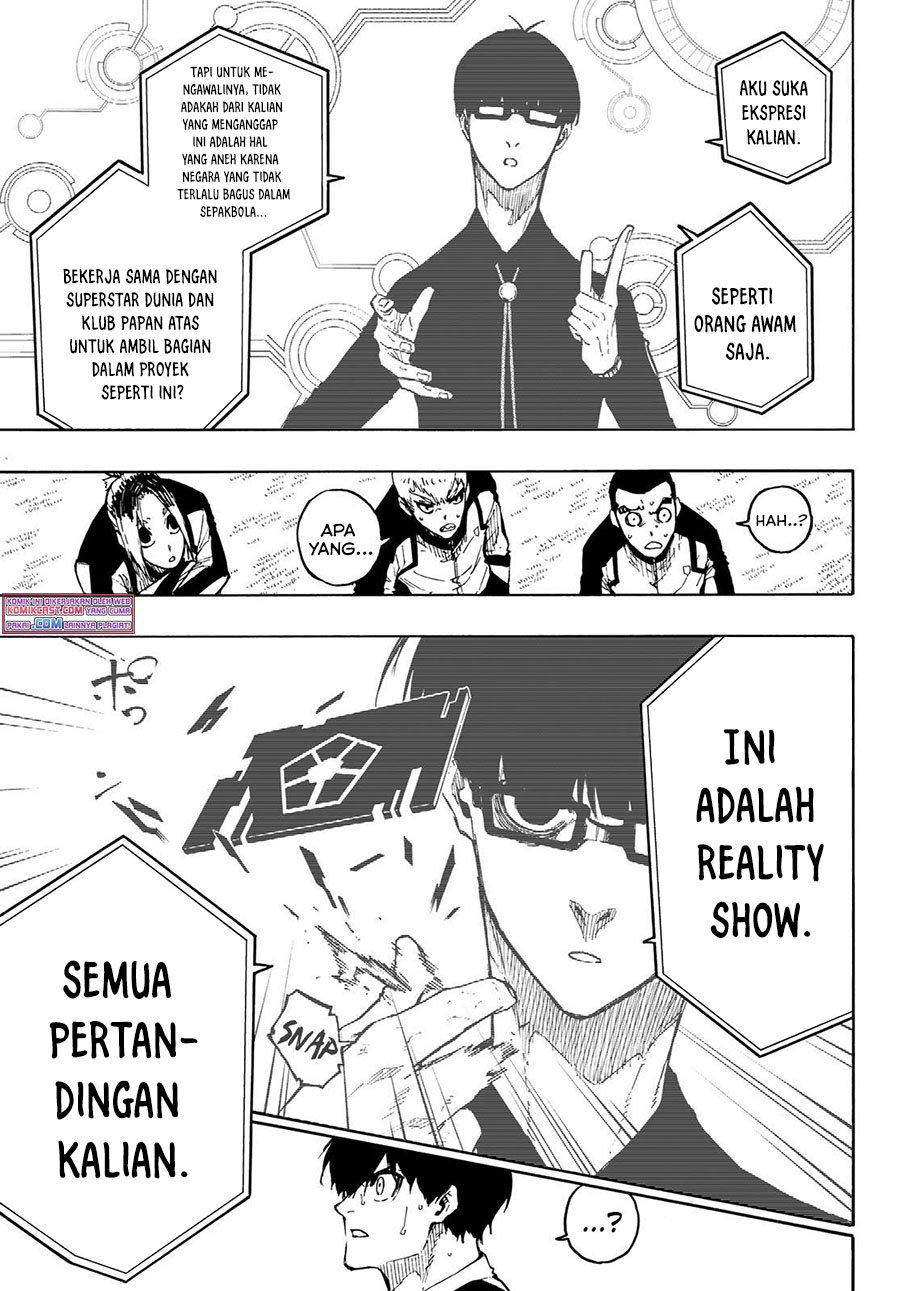 AKU SUKA
EKSPRESI
KALIAN.
SEPERTI
ORANG AWAM
SAJA.
TAPI UNTUK ME-
NGAWALINYA, TIDAK
ADAKAH DARI KALIAN
YANG MENGANGGAP
INI ADALAH HAL
YANG ANEH KARENA
NEGARA YANG TIDAK
TERLALU BAGUS DALAM
SEPAKBOLA...
BEKERJA SAMA DENGAN
SUPERSTAR DUNIA DAN
KLUB PAPAN ATAS
UNTUK AMBIL BAGIAN
DALAM PROYEK
SEPERTI INI?
HAH..?
APA
YANG...
KOMIK INI DIKERJAKAN OLEH WEB
KOMIKCAST.COM YANG CUMA
PAKAI .COM LAINNYA PLAGIAT!
INI
ADALAH
REALITY
SHOW.
ポゥ
SNAP
SEMUA
PERTAN-
DINGAN
KALIAN.
...?